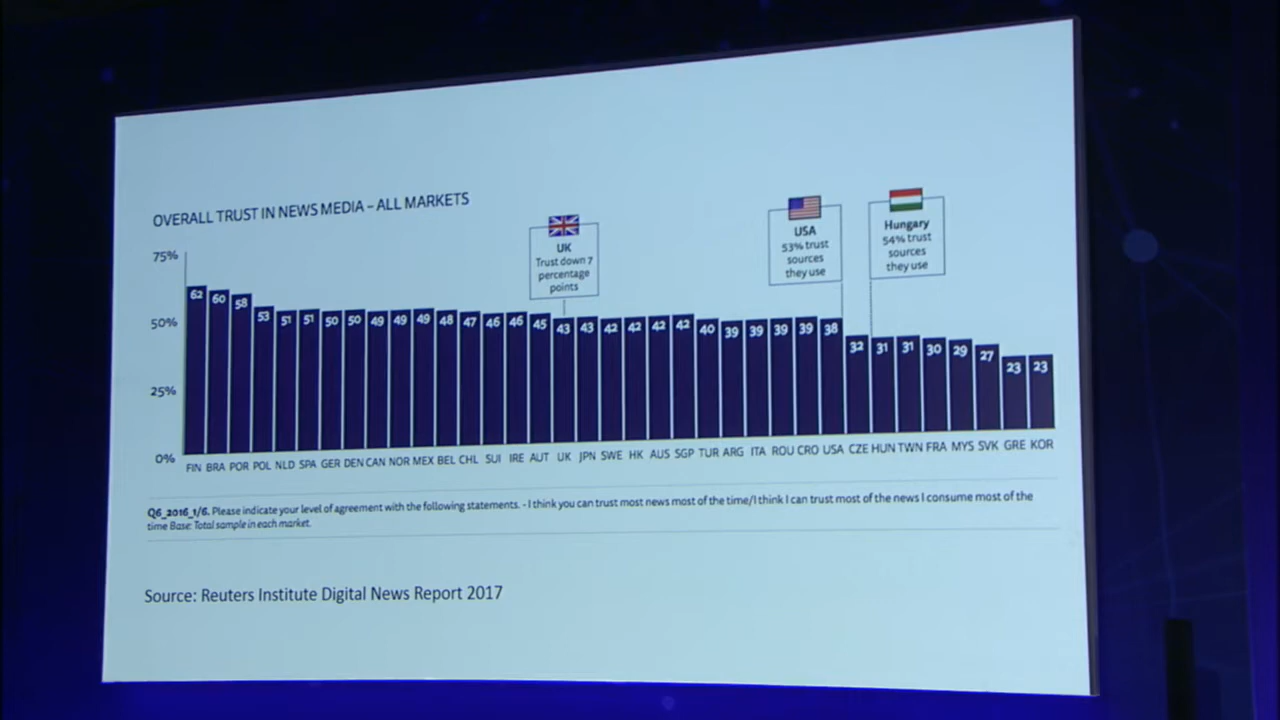 OVERALL TRUST IN NEWS MEDIA – ALL MARKETS
UK
Trust down 7
percentage
points
USA
53% trust
sources
they use
Hungary
54% trust
sources
they use
75%
50%
25%
0%
62 60 58 53 51 51 50 50 49 49 49 48 47 46 46 45 43 43 42 42 42 42 40 39 39 39 39 38 32 31 31 30 29 27 23 23
FIN BRA POR POL NLD SPA GER DEN CAN NOR MEX BEL CHL SUI IRE AUT UK JPN SWE HK AUS SGP TUR ARG ITA ROU CRO USA CZE HUN TWN FRA MYS SVK GRE KOR
Q6_2016_1/6. Please indicate your level of agreement with the following statements. - I think you can trust most news most of the time/I think I can trust most of the news I consume most of the
time Base: Total sample in each market.
Source: Reuters Institute Digital News Report 2017